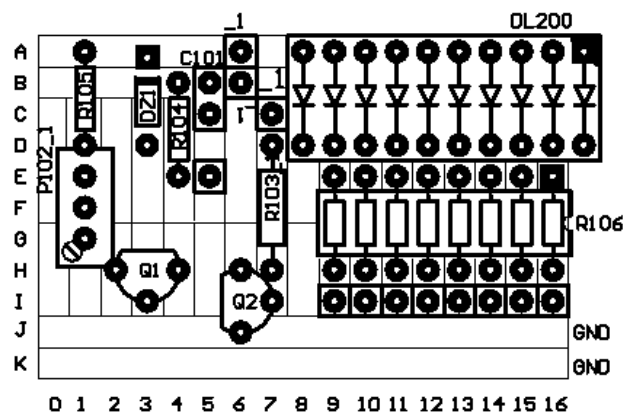 _1 DL200
A C101
B R105 DZ1 R104 _1
C 1_
D P102_1
E R103
F
G R106
H Q1
I Q2
J GND
K GND
0 1 2 3 4 5 6 7 8 9 10 11 12 13 14 15 16